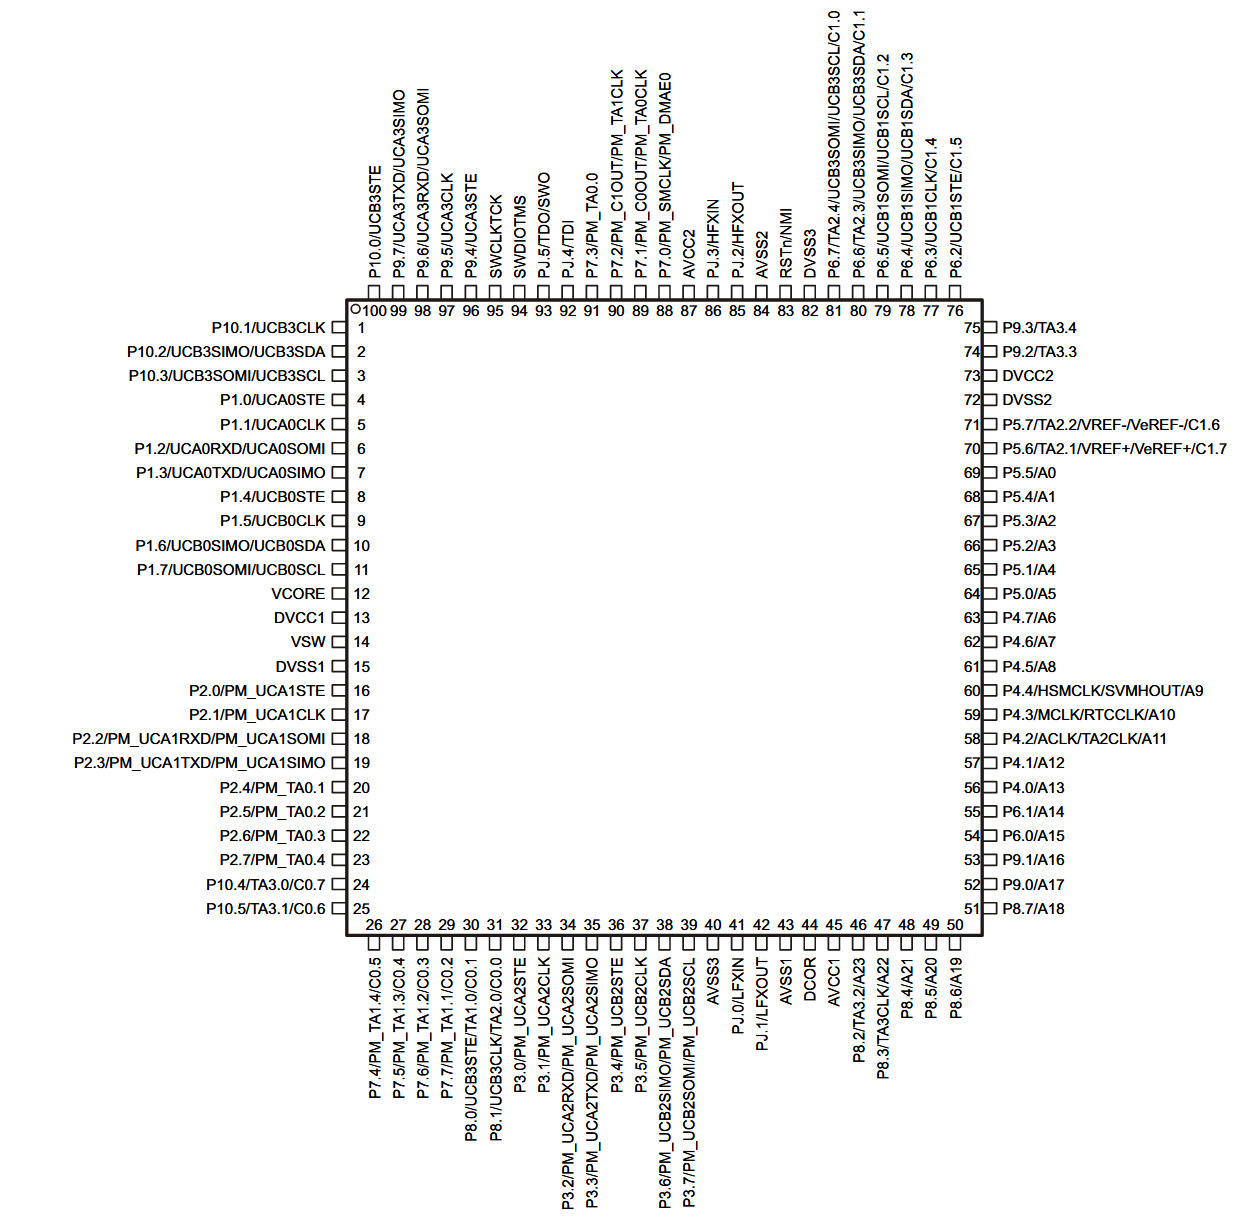 P10.0/UCB3STE
P9.7/UCA3TXD/UCA3SIMO
P9.6/UCA3RXD/UCA3SOMI
P9.5/UCA3CLK
P9.4/UCA3STE
SWCLKTCK
SWDIOTMS
PJ.5/TDO/SWO
PJ.4/TDI
P7.3/PM_TA0.0
P7.2/PM_C1OUT/PM_TA1CLK
P7.1/PM_C0OUT/PM_TA0CLK
P7.0/PM_SMCLK/PM_DMAE0
AVCC2
PJ.3/HFXIN
PJ.2/HFXOUT
AVSS2
RSTn/NMI
DVSS3
P6.7/TA2.4/UCB3SOMI/UCB3SCL/C1.0
P6.6/TA2.3/UCB3SIMO/UCB3SDA/C1.1
P6.5/UCB1SOMI/UCB1SCL/C1.2
P6.4/UCB1SIMO/UCB1SDA/C1.3
P6.3/UCB1CLK/C1.4
P6.2/UCB1STE/C1.5
100 99 98 97 96 95 94 93 92 91 90 89 88 87 86 85 84 83 82 81 80 79 78 77 76
P10.1/UCB3CLK 1
P10.2/UCB3SIMO/UCB3SDA 2
P10.3/UCB3SOMI/UCB3SCL 3
P1.0/UCA0STE 4
P1.1/UCA0CLK 5
P1.2/UCA0RXD/UCA0SOMI 6
P1.3/UCA0TXD/UCA0SIMO 7
P1.4/UCB0STE 8
P1.5/UCB0CLK 9
P1.6/UCB0SIMO/UCB0SDA 10
P1.7/UCB0SOMI/UCB0SCL 11
VCORE 12
DVCC1 13
VSW 14
DVSS1 15
P2.0/PM_UCA1STE 16
P2.1/PM_UCA1CLK 17
P2.2/PM_UCA1RXD/PM_UCA1SOMI 18
P2.3/PM_UCA1TXD/PM_UCA1SIMO 19
P2.4/PM_TA0.1 20
P2.5/PM_TA0.2 21
P2.6/PM_TA0.3 22
P2.7/PM_TA0.4 23
P10.4/TA3.0/C0.7 24
P10.5/TA3.1/C0.6 25
75 P9.3/TA3.4
74 P9.2/TA3.3
73 DVCC2
72 DVSS2
71 P5.7/TA2.2/VREF-/VeREF-/C1.6
70 P5.6/TA2.1/VREF+/VeREF+/C1.7
69 P5.5/A0
68 P5.4/A1
67 P5.3/A2
66 P5.2/A3
65 P5.1/A4
64 P5.0/A5
63 P4.7/A6
62 P4.6/A7
61 P4.5/A8
60 P4.4/HSMCLK/SVMHOUT/A9
59 P4.3/MCLK/RTCCLK/A10
58 P4.2/ACLK/TA2CLK/A11
57 P4.1/A12
56 P4.0/A13
55 P6.1/A14
54 P6.0/A15
53 P9.1/A16
52 P9.0/A17
51 P8.7/A18
26 27 28 29 30 31 32 33 34 35 36 37 38 39 40 41 42 43 44 45 46 47 48 49 50
P7.4/PM_TA1.4/C0.5
P7.5/PM_TA1.3/C0.4
P7.6/PM_TA1.2/C0.3
P7.7/PM_TA1.1/C0.2
P8.0/UCB3STE/TA1.0/C0.1
P8.1/UCB3CLK/TA2.0/C0.0
P3.0/PM_UCA2STE
P3.1/PM_UCA2CLK
P3.2/PM_UCA2RXD/PM_UCA2SOMI
P3.3/PM_UCA2TXD/PM_UCA2SIMO
P3.4/PM_UCB2STE
P3.5/PM_UCB2CLK
P3.6/PM_UCB2SIMO/PM_UCB2SDA
P3.7/PM_UCB2SOMI/PM_UCB2SCL
AVSS3
PJ.0/LFXIN
PJ.1/LFXOUT
AVSS1
DCOR
AVCC1
P8.2/TA3.2/A23
P8.3/TA3CLK/A22
P8.4/A21
P8.5/A20
P8.6/A19